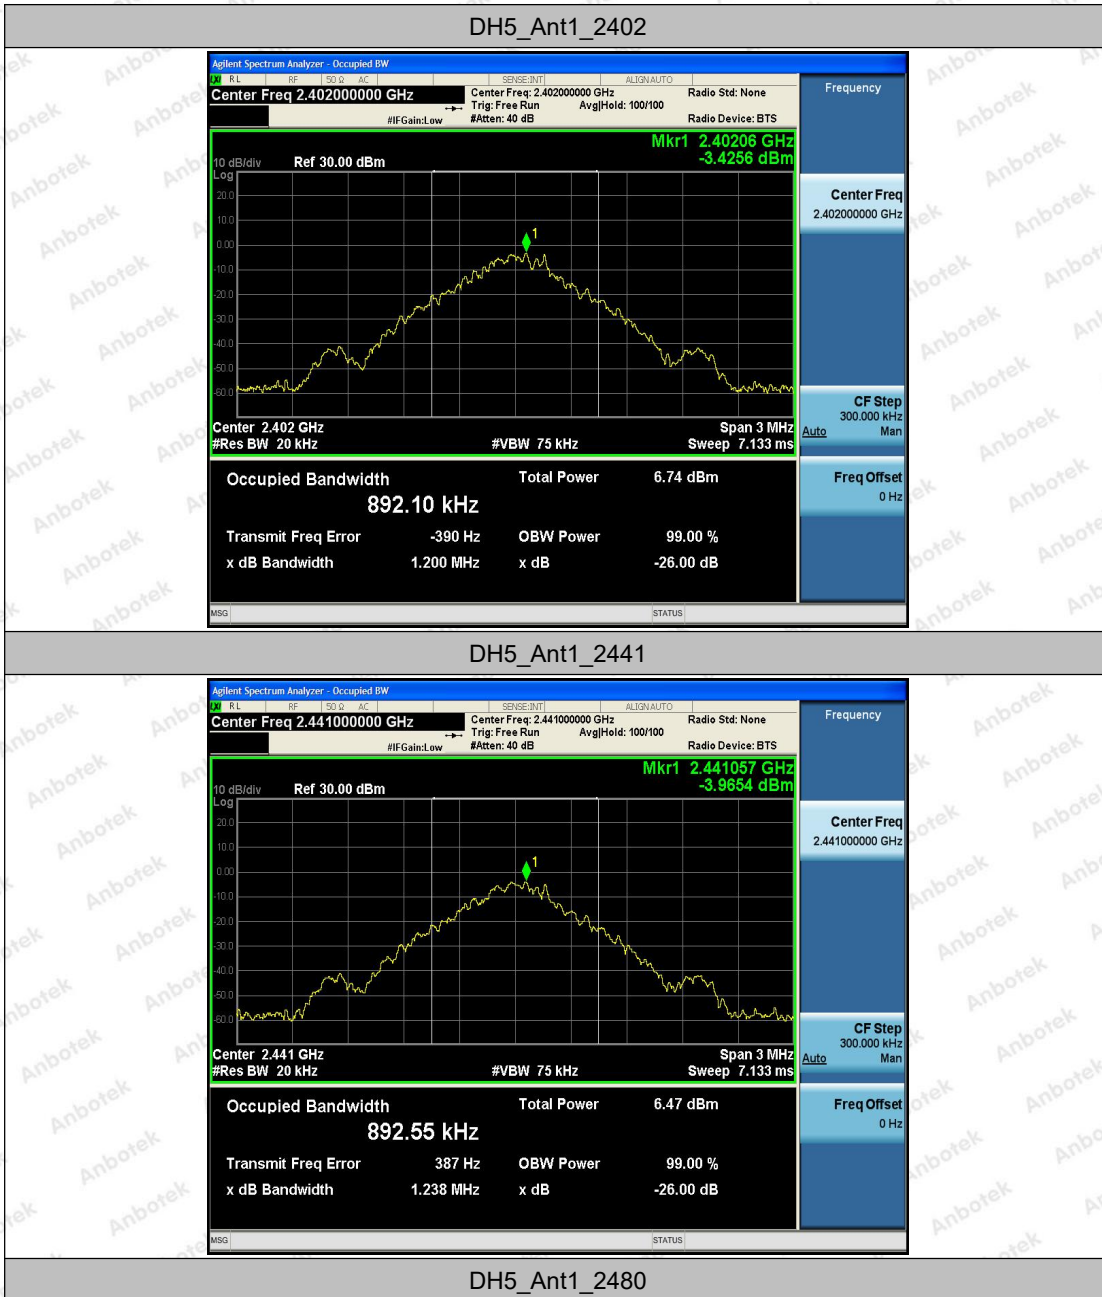 DH5_Ant1_2402
Agilent Spectrum Analyzer - Occupied BW
LXI RL RF 50 Ω AC SENSE:INT ALIGNAUTO
Center Freq 2.402000000 GHz
Center Freq: 2.402000000 GHz
Radio Std: None
Trig: Free Run Avg|Hold: 100/100
#IFGain:Low
#Atten: 40 dB
Radio Device: BTS
Mkr1 2.40206 GHz
-3.4256 dBm
10 dB/div Ref 30.00 dBm
Log
20.0
10.0
0.00
-10.0
-20.0
-30.0
-40.0
-50.0
-60.0
1
Center 2.402 GHz
Span 3 MHz
#Res BW 20 kHz
#VBW 75 kHz
Sweep 7.133 ms
Occupied Bandwidth
Total Power 6.74 dBm
892.10 kHz
Transmit Freq Error -390 Hz OBW Power 99.00 %
x dB Bandwidth 1.200 MHz x dB -26.00 dB
MSG STATUS
Frequency
Center Freq
2.402000000 GHz
CF Step
300.000 kHz
Auto Man
Freq Offset
0 Hz
DH5_Ant1_2441
Agilent Spectrum Analyzer - Occupied BW
LXI RL RF 50 Ω AC SENSE:INT ALIGNAUTO
Center Freq 2.441000000 GHz
Center Freq: 2.441000000 GHz
Radio Std: None
Trig: Free Run Avg|Hold: 100/100
#IFGain:Low
#Atten: 40 dB
Radio Device: BTS
Mkr1 2.441057 GHz
-3.9654 dBm
10 dB/div Ref 30.00 dBm
Log
20.0
10.0
0.00
-10.0
-20.0
-30.0
-40.0
-50.0
-60.0
1
Center 2.441 GHz
Span 3 MHz
#Res BW 20 kHz
#VBW 75 kHz
Sweep 7.133 ms
Occupied Bandwidth
Total Power 6.47 dBm
892.55 kHz
Transmit Freq Error 387 Hz OBW Power 99.00 %
x dB Bandwidth 1.238 MHz x dB -26.00 dB
MSG STATUS
Frequency
Center Freq
2.441000000 GHz
CF Step
300.000 kHz
Auto Man
Freq Offset
0 Hz
DH5_Ant1_2480